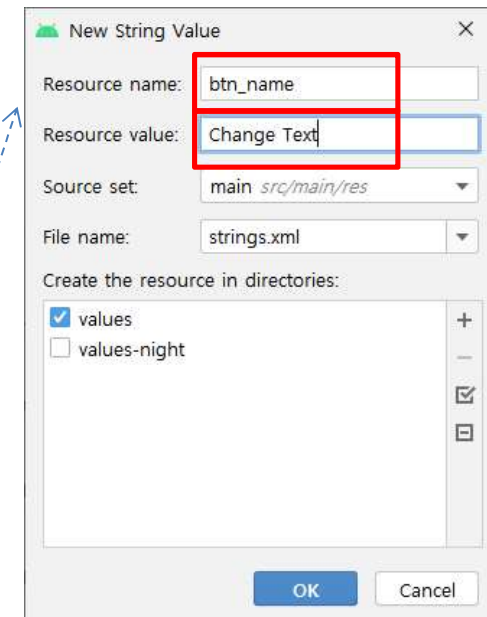 New String Value
Resource name: btn_name
Resource value: Change Text
Source set: main src/main/res
File name: strings.xml
Create the resource in directories:
values
values-night
OK Cancel